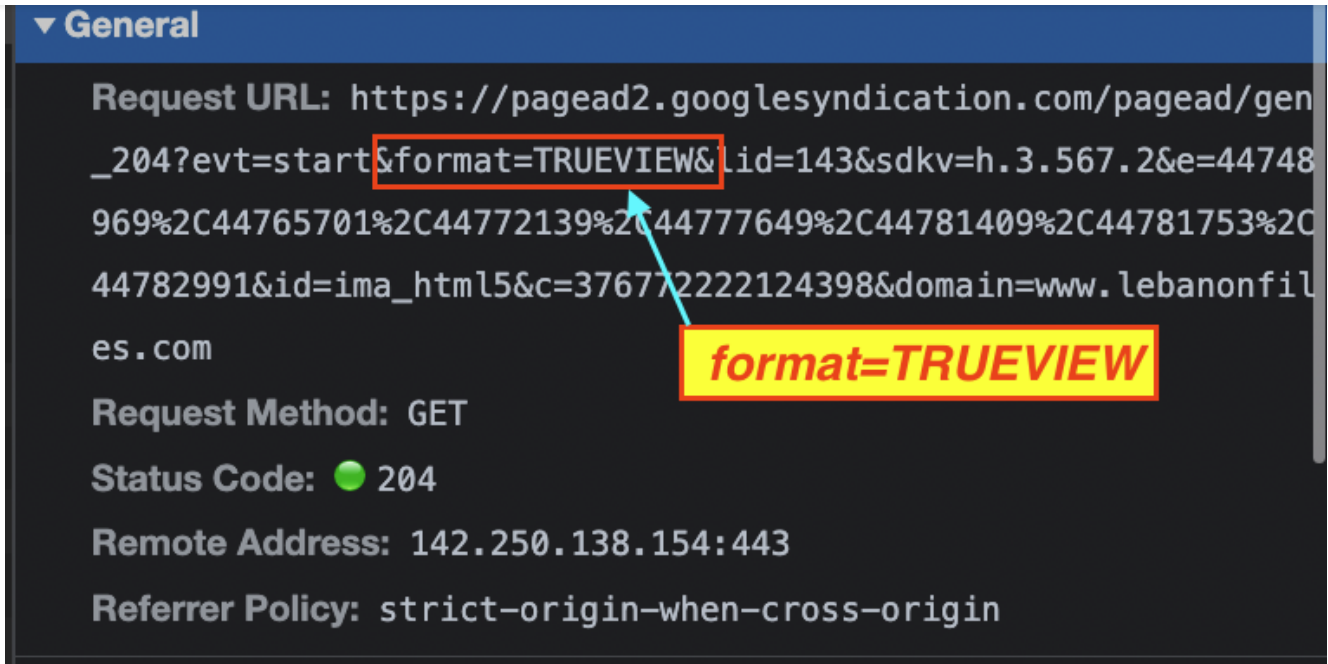 ▼ General
Request URL: https://pagead2.googlesyndication.com/pagead/gen
_204?evt=start&format=TRUEVIEW&lid=143&sdkv=h.3.567.2&e=44748
969%2C44765701%2C44772139%2C44777649%2C44781409%2C44781753%2C
44782991&id=ima_html5&c=376772222124398&domain=www.lebanonfil
es.com
format=TRUEVIEW
Request Method: GET
Status Code: 204
Remote Address: 142.250.138.154:443
Referrer Policy: strict-origin-when-cross-origin